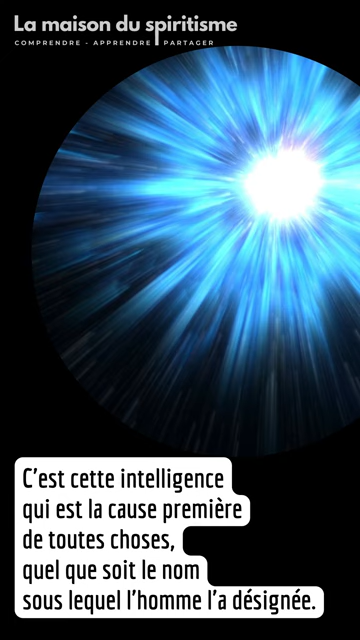 La maison du spiritisme
COMPRENDRE - APPRENDRE PARTAGER
C'est cette intelligence
qui est la cause première
de toutes choses,
quel que soit le nom
sous lequel l'homme l'a désignée.